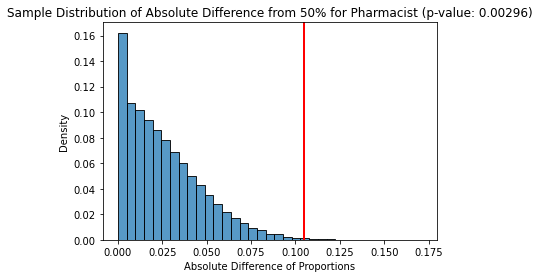 Sample Distribution of Absolute Difference from 50% for Pharmacist (p-value: 0.00296)
0.16
0.14
0.12
0.10
0.08
0.06
0.04
0.02
0.00
Density
0.000 0.025 0.050 0.075 0.100 0.125 0.150 0.175
Absolute Difference of Proportions